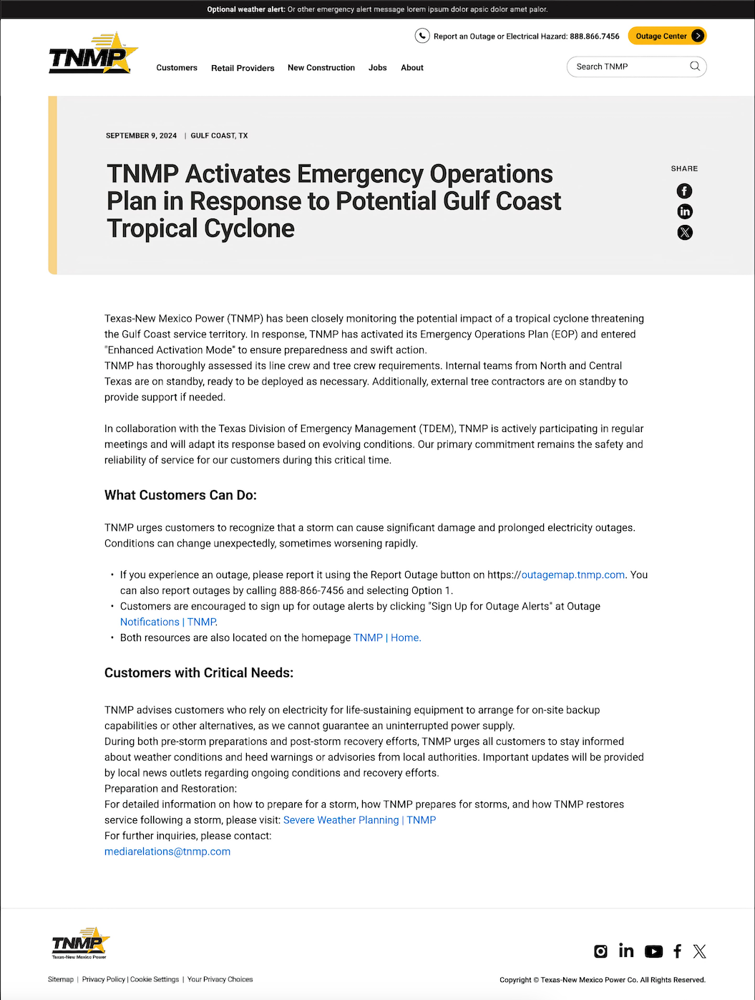 Optional weather alert: Or other emergency alert message lorem ipsum dolor apsic dolor amet palor.
TNMP
Report an Outage or Electrical Hazard: 888.866.7456
Outage Center
Customers Retail Providers New Construction Jobs About
Search TNMP
SEPTEMBER 9, 2024 | GULF COAST, TX
TNMP Activates Emergency Operations
Plan in Response to Potential Gulf Coast
Tropical Cyclone
SHARE
Texas-New Mexico Power (TNMP) has been closely monitoring the potential impact of a tropical cyclone threatening
the Gulf Coast service territory. In response, TNMP has activated its Emergency Operations Plan (EOP) and entered
"Enhanced Activation Mode" to ensure preparedness and swift action.
TNMP has thoroughly assessed its line crew and tree crew requirements. Internal teams from North and Central
Texas are on standby, ready to be deployed as necessary. Additionally, external tree contractors are on standby to
provide support if needed.
In collaboration with the Texas Division of Emergency Management (TDEM), TNMP is actively participating in regular
meetings and will adapt its response based on evolving conditions. Our primary commitment remains the safety and
reliability of service for our customers during this critical time.
What Customers Can Do:
TNMP urges customers to recognize that a storm can cause significant damage and prolonged electricity outages.
Conditions can change unexpectedly, sometimes worsening rapidly.
• If you experience an outage, please report it using the Report Outage button on https://outagemap.tnmp.com. You
can also report outages by calling 888-866-7456 and selecting Option 1.
• Customers are encouraged to sign up for outage alerts by clicking "Sign Up for Outage Alerts" at Outage
Notifications | TNMP.
• Both resources are also located on the homepage TNMP | Home.
Customers with Critical Needs:
TNMP advises customers who rely on electricity for life-sustaining equipment to arrange for on-site backup
capabilities or other alternatives, as we cannot guarantee an uninterrupted power supply.
During both pre-storm preparations and post-storm recovery efforts, TNMP urges all customers to stay informed
about weather conditions and heed warnings or advisories from local authorities. Important updates will be provided
by local news outlets regarding ongoing conditions and recovery efforts.
Preparation and Restoration:
For detailed information on how to prepare for a storm, how TNMP prepares for storms, and how TNMP restores
service following a storm, please visit: Severe Weather Planning | TNMP
For further inquiries, please contact:
mediarelations@tnmp.com
TNMP
Texas-New Mexico Power
Sitemap | Privacy Policy | Cookie Settings | Your Privacy Choices
Copyright © Texas-New Mexico Power Co. All Rights Reserved.